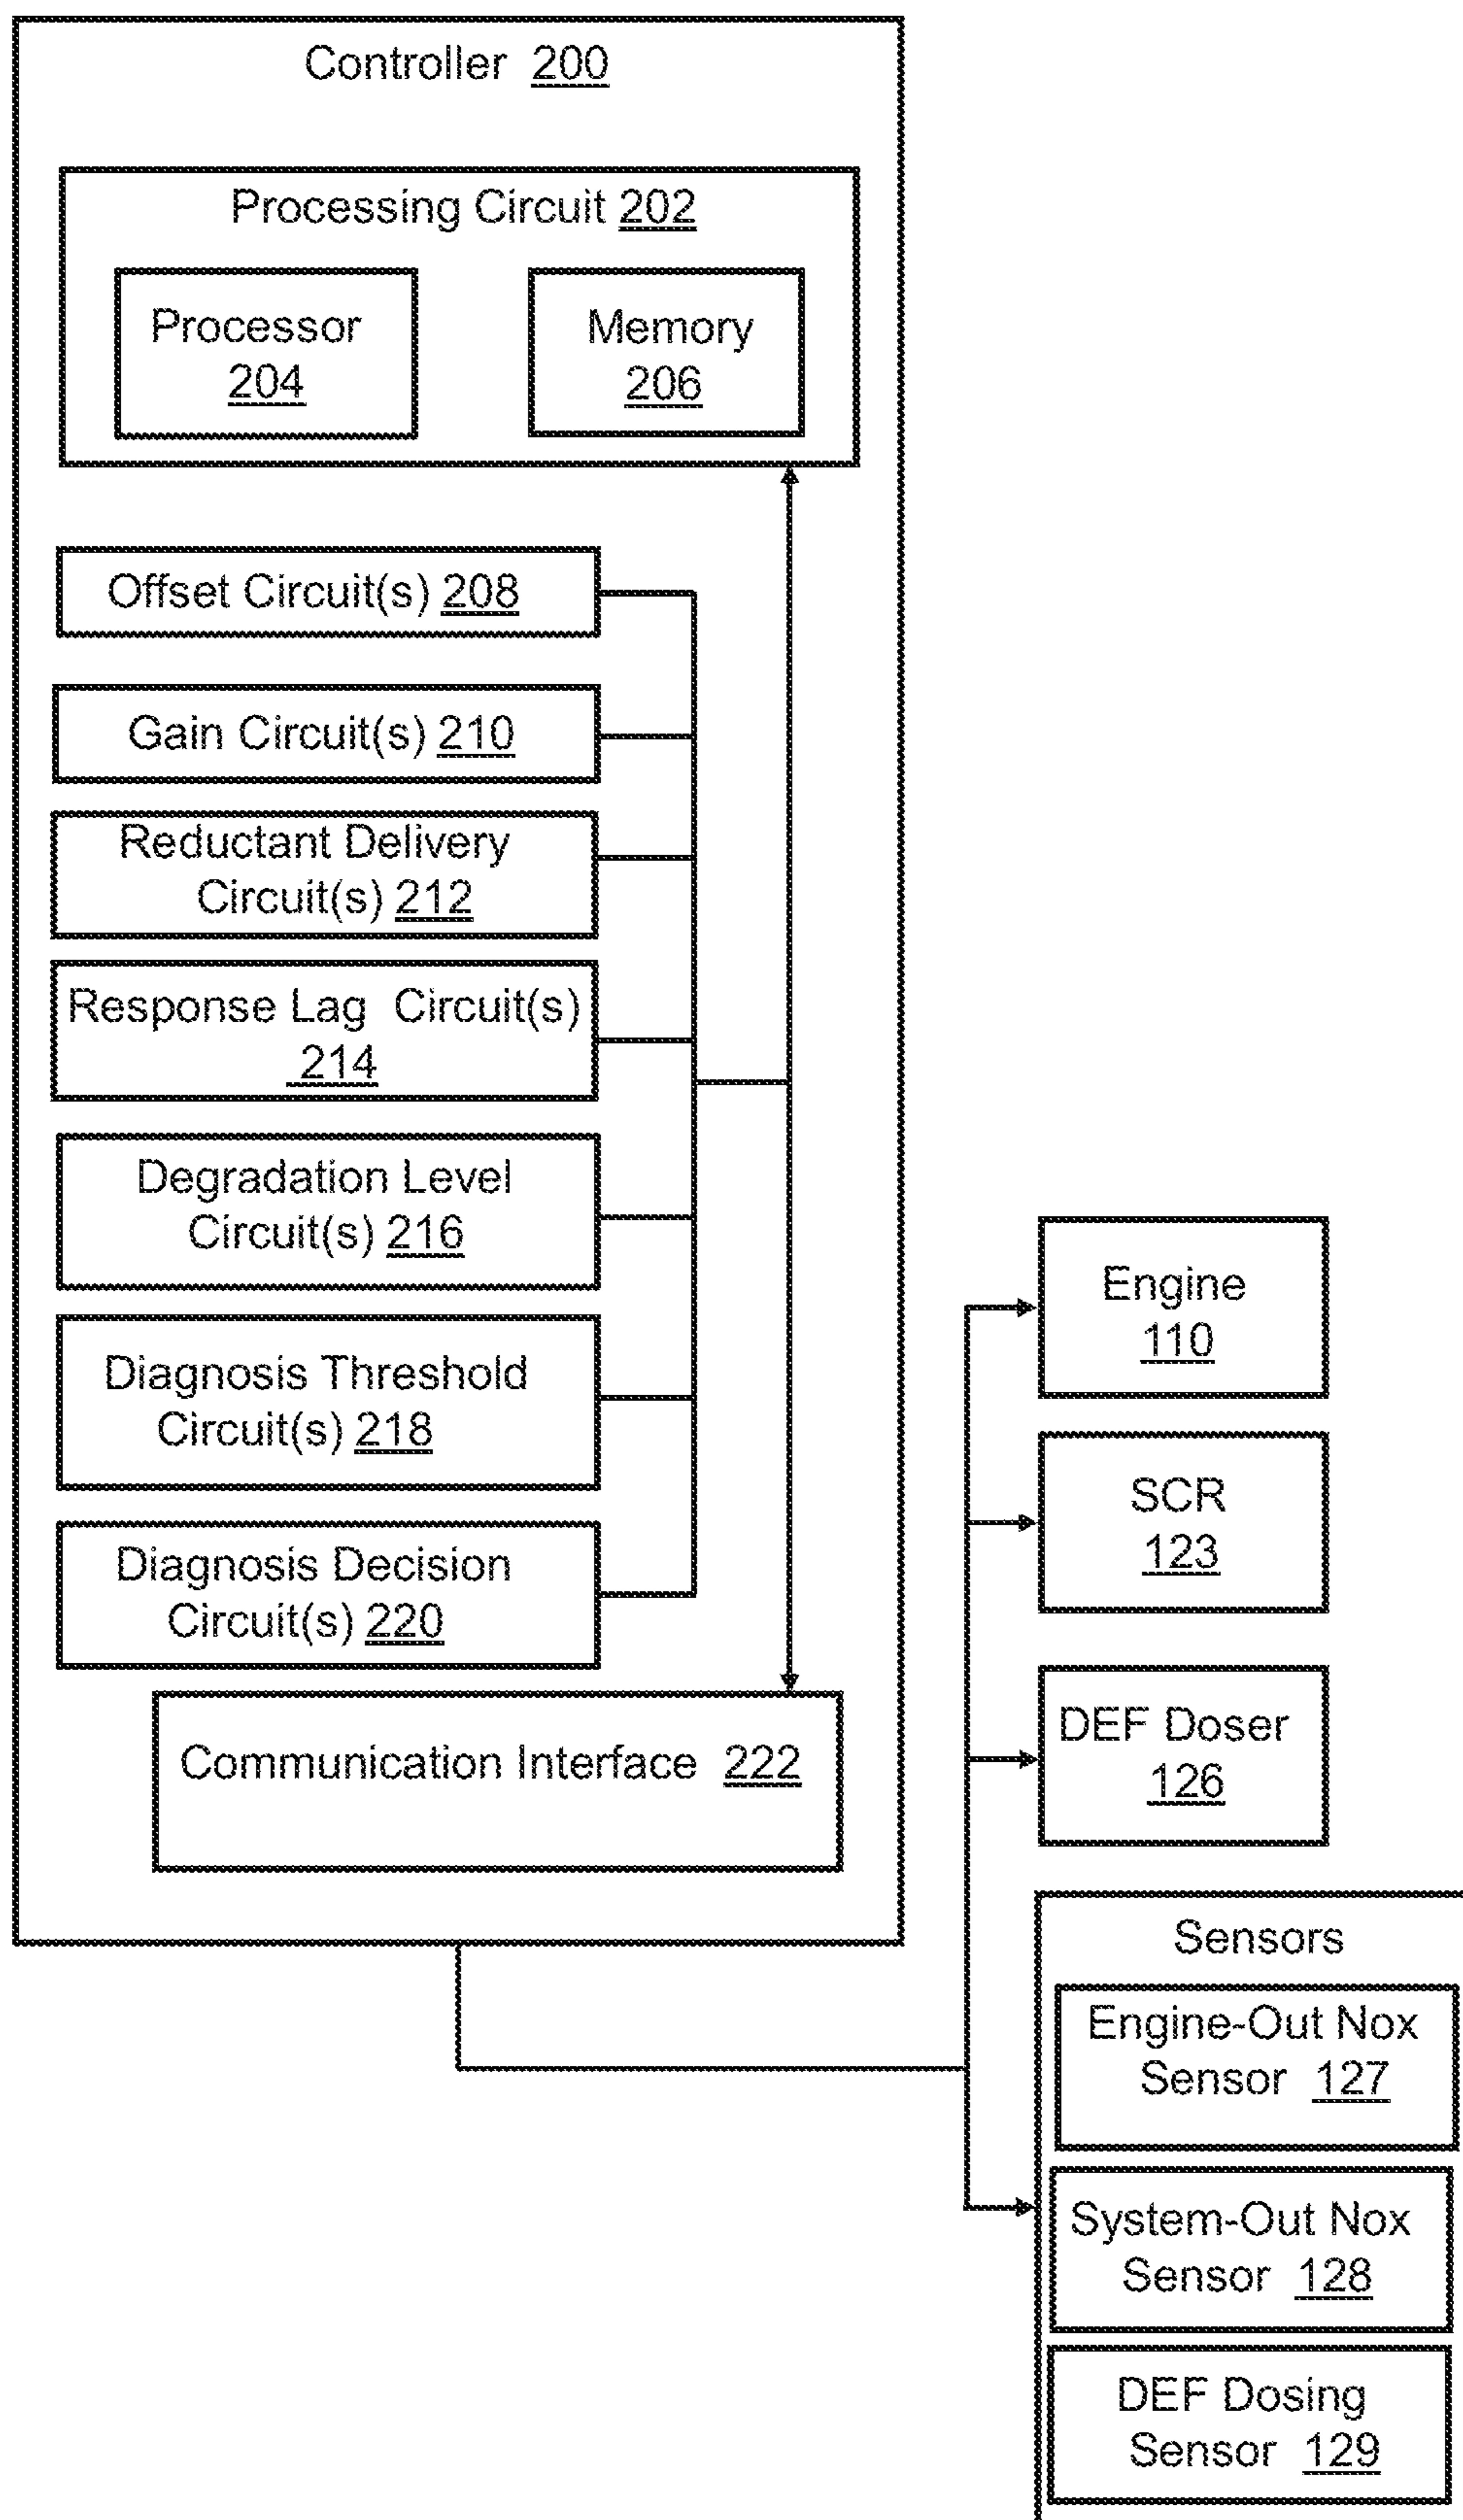 Controller 200
Processing Circuit 202
Processor
204
Memory
206
Offset Circuit(s) 208
Gain Circuit(s) 210
Reductant Delivery
Circuit(s) 212
Response Lag Circuit(s)
214
Degradation Level
Circuit(s) 216
Diagnosis Threshold
Circuit(s) 218
Diagnosis Decision
Circuit(s) 220
Communication Interface 222
Engine
110
SCR
123
DEF Doser
126
Sensors
Engine-Out Nox
Sensor 127
System-Out Nox
Sensor 128
DEF Dosing
Sensor 129